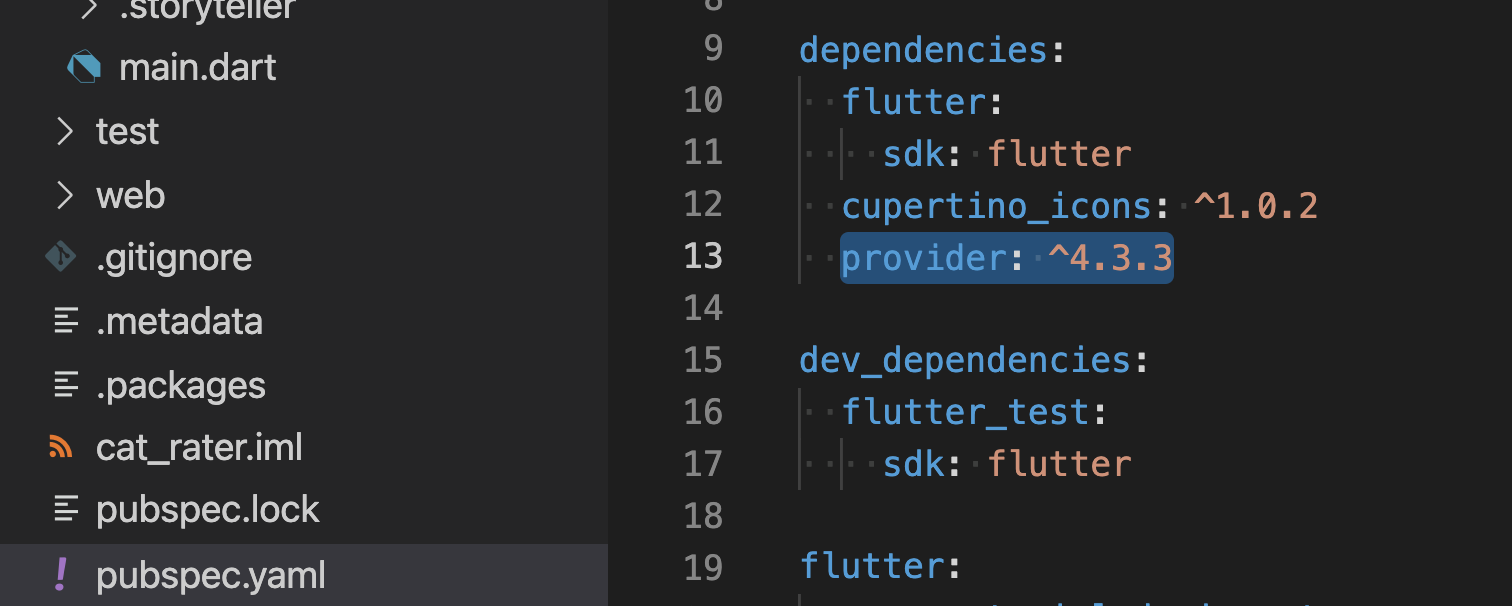 .storyteller
main.dart
test
web
.gitignore
.metadata
.packages
cat_rater.iml
pubspec.lock
pubspec.yaml
8
9 dependencies:
10 flutter:
11 sdk: flutter
12 cupertino_icons: ^1.0.2
13 provider: ^4.3.3
14
15 dev_dependencies:
16 flutter_test:
17 sdk: flutter
18
19 flutter: